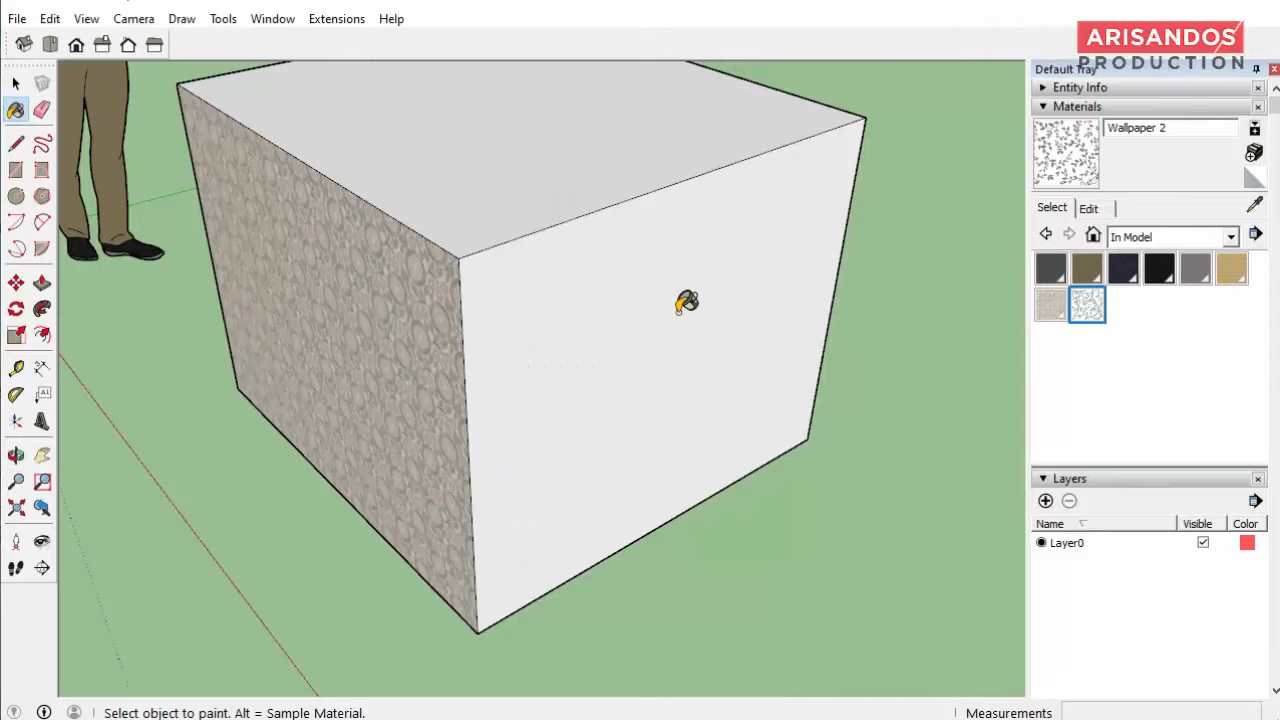 File Edit View Camera Draw Tools Window Extensions Help
ARISANDOS
PRODUCTION
Default Tray
Entity Info
Materials
Wallpaper 2
Select Edit
In Model
Layers
Name Visible Color
Layer0
A1
Select object to paint. Alt = Sample Material.
Measurements